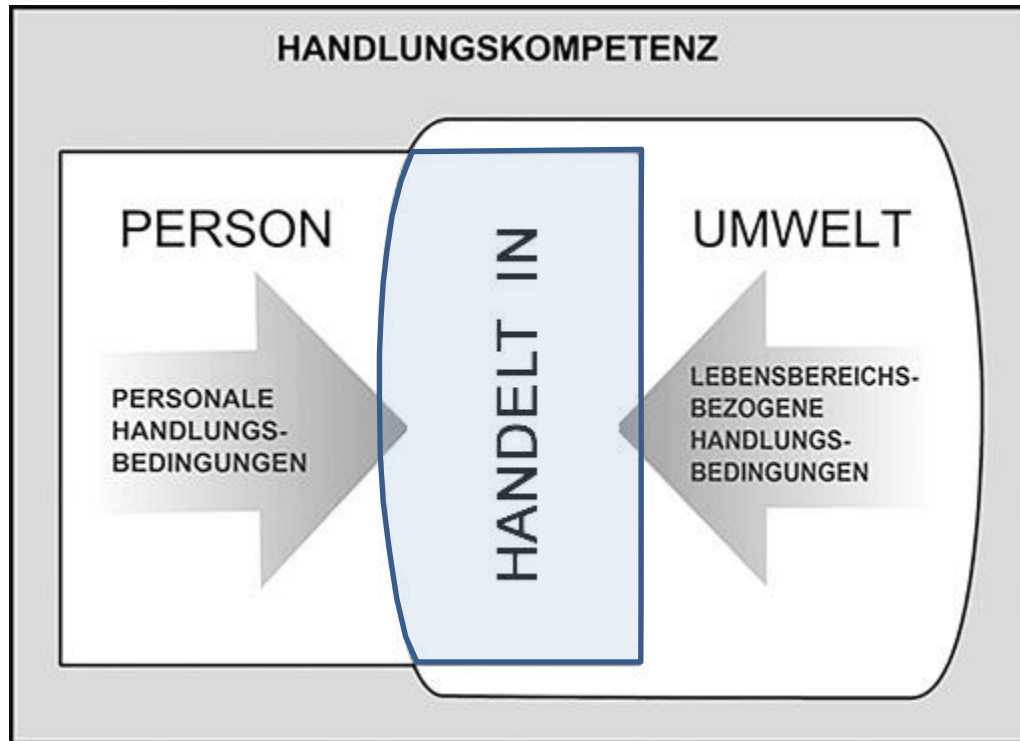 HANDLUNGSKOMPETENZ
PERSON
PERSONALE
HANDLUNGS-
BEDINGUNGEN
HANDELT IN
UMWELT
LEBENSBEREICHS-
BEZOGENE
HANDLUNGS-
BEDINGUNGEN